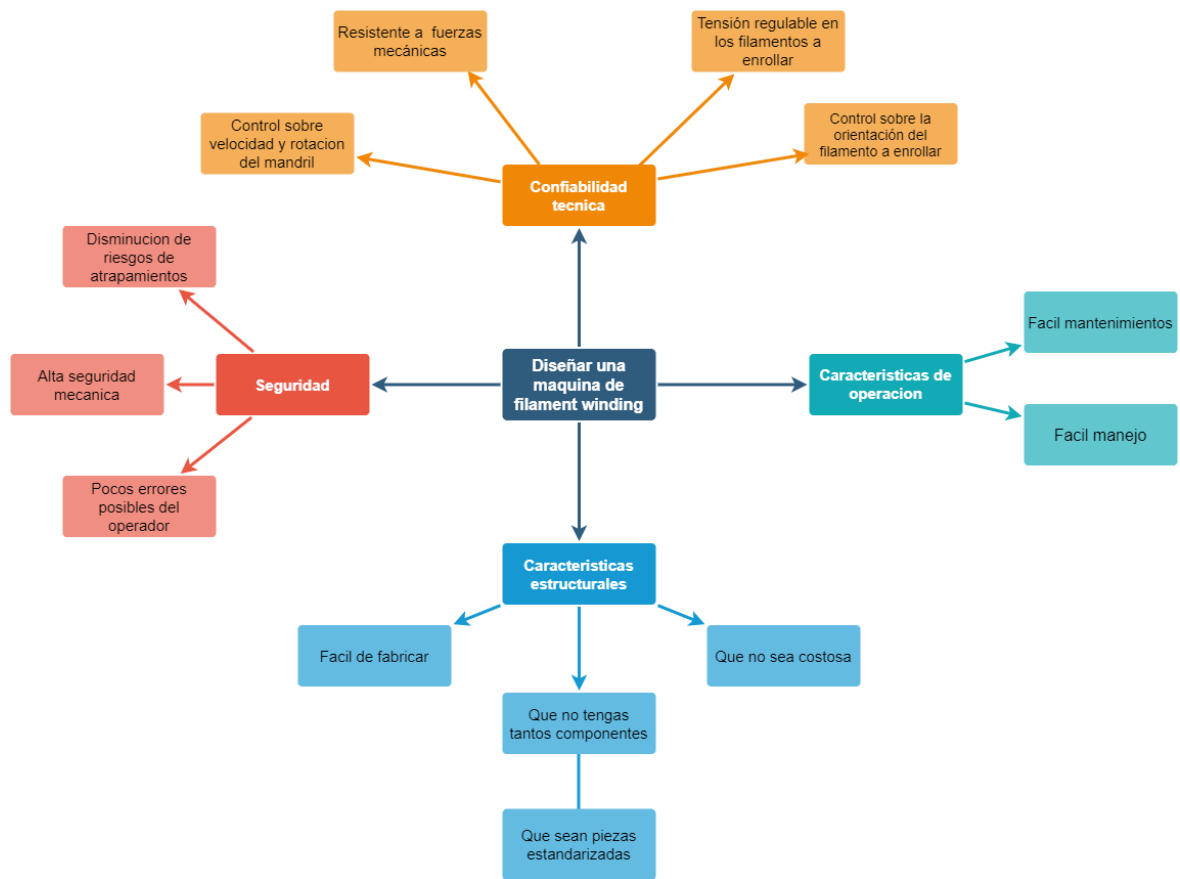 Resistente a fuerzas
mecánicas
Tensión regulable en
los filamentos a
enrollar
Control sobre
velocidad y rotacion
del mandril
Control sobre la
orientación del
filamento a enrollar
Confiabilidad
tecnica
Disminucion de
riesgos de
atrapamientos
Alta seguridad
mecanica
Pocos errores
posibles del
operador
Seguridad
Diseñar una
maquina de
filament winding
Caracteristicas de
operacion
Facil mantenimientos
Facil manejo
Caracteristicas
estructurales
Facil de fabricar
Que no sea costosa
Que no tengas
tantos componentes
Que sean piezas
estandarizadas